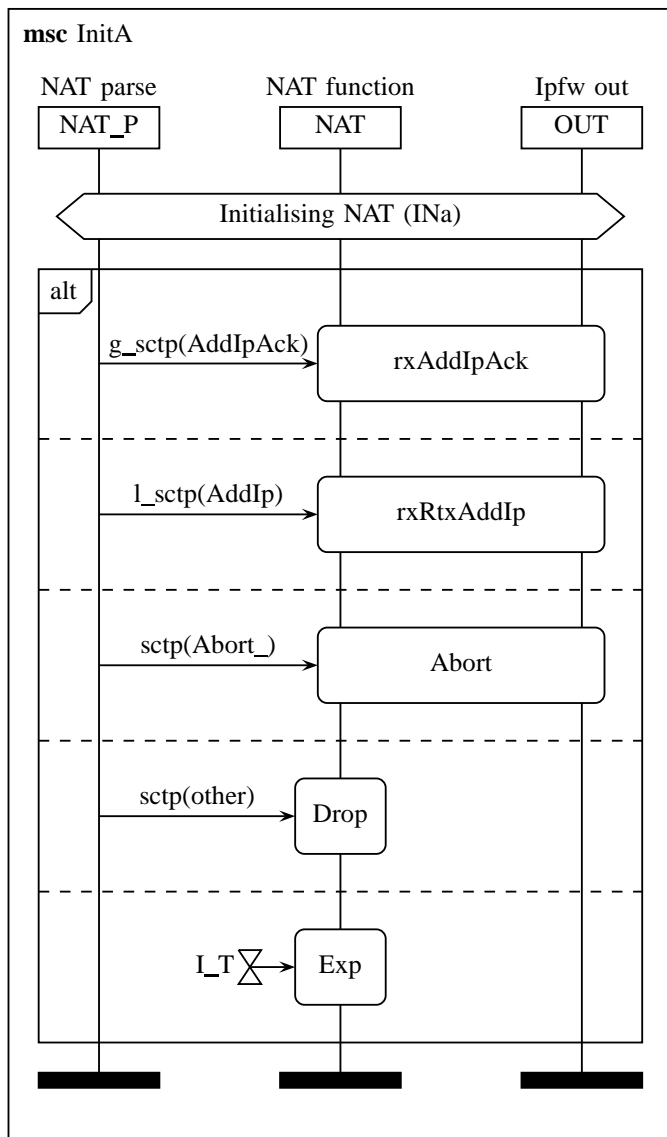 msc InitA
NAT parse NAT function Ipfw out
NAT_P NAT OUT
Initialising NAT (INa)
alt
g_sctp(AddIpAck) rxAddIpAck
l_sctp(AddIp) rxRtxAddIp
sctp(Abort_) Abort
sctp(other) Drop
I_T Exp